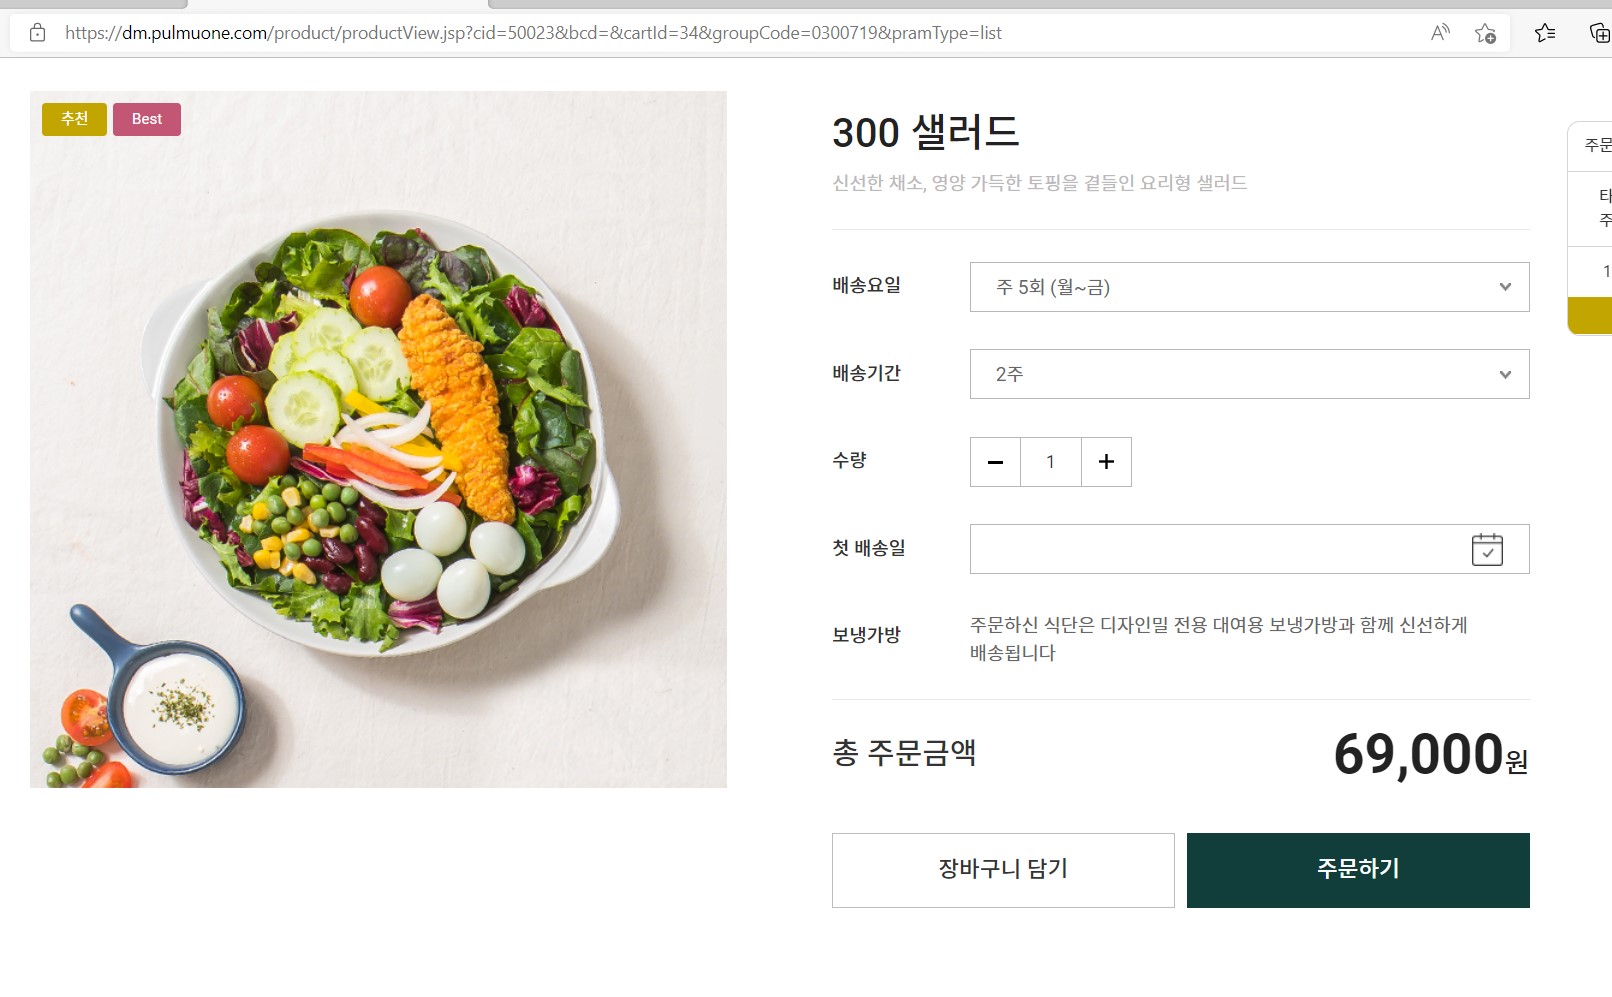 https://dm.pulmuone.com/product/productView.jsp?cid=50023&bcd=&cartId=34&groupCode=0300719&pramType=list
추천
Best
300 샐러드
신선한 채소, 영양 가득한 토핑을 곁들인 요리형 샐러드
배송요일
주 5회 (월~금)
배송기간
2주
수량
1
첫 배송일
보냉가방
주문하신 식단은 디자인밀 전용 대여용 보냉가방과 함께 신선하게
배송됩니다
총 주문금액
69,000원
장바구니 담기
주문하기
주문
타
주
1